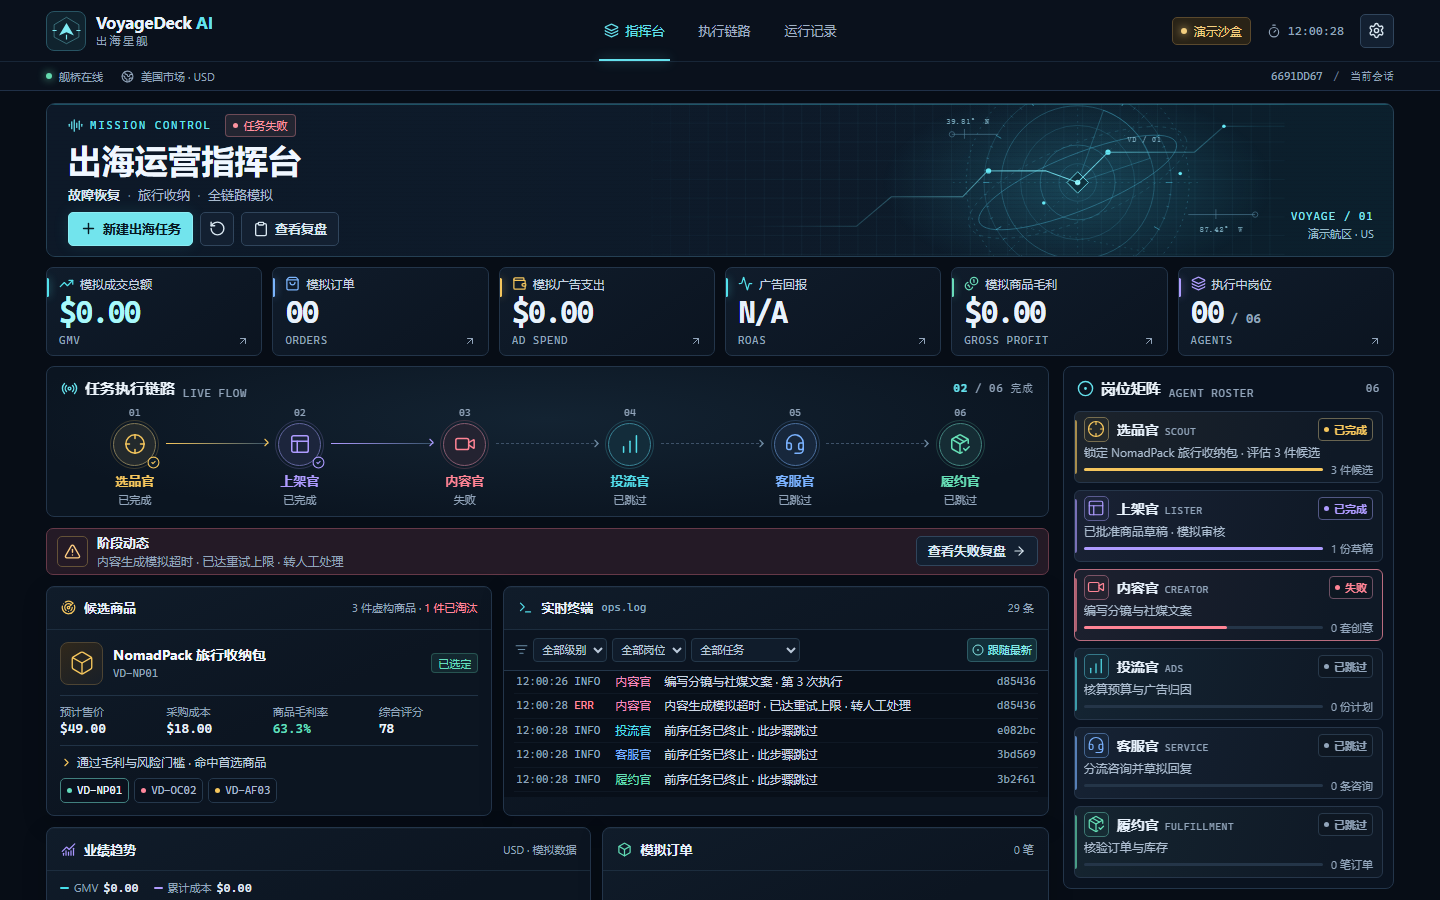 VoyageDeck AI
出海星舰
指挥台
执行链路
运行记录
演示沙盒
12:00:28
舰桥在线
美国市场 · USD
6691DD67 / 当前会话
MISSION CONTROL
任务失败
出海运营指挥台
故障恢复 · 旅行收纳 · 全链路模拟
新建出海任务
查看复盘
39.81° N
VD / 01
87.42° W
VOYAGE / 01
演示航区 · US
模拟成交总额
$0.00
GMV
模拟订单
00
ORDERS
模拟广告支出
$0.00
AD SPEND
广告回报
N/A
ROAS
模拟商品毛利
$0.00
GROSS PROFIT
执行中岗位
00 / 06
AGENTS
任务执行链路 LIVE FLOW
02 / 06 完成
01
选品官
已完成
02
上架官
已完成
03
内容官
失败
04
投流官
已跳过
05
客服官
已跳过
06
履约官
已跳过
阶段动态
内容生成模拟超时 · 已达重试上限 · 转人工处理
查看失败复盘
候选商品
3 件虚构商品 · 1 件已淘汰
NomadPack 旅行收纳包
VD-NP01
已选定
预计售价
$49.00
采购成本
$18.00
商品毛利率
63.3%
综合评分
78
通过毛利与风险门槛 · 命中首选商品
VD-NP01
VD-OC02
VD-AF03
实时终端 ops.log
29 条
全部级别
全部岗位
全部任务
跟随最新
12:00:26 INFO 内容官 编写分镜与社媒文案 · 第 3 次执行 d85436
12:00:28 ERR 内容官 内容生成模拟超时 · 已达重试上限 · 转人工处理 d85436
12:00:28 INFO 投流官 前序任务已终止 · 此步骤跳过 e082bc
12:00:28 INFO 客服官 前序任务已终止 · 此步骤跳过 3bd569
12:00:28 INFO 履约官 前序任务已终止 · 此步骤跳过 3b2f61
岗位矩阵 AGENT ROSTER
06
选品官 SCOUT
已完成
锁定 NomadPack 旅行收纳包 · 评估 3 件候选
3 件候选
上架官 LISTER
已完成
已批准商品草稿 · 模拟审核
1 份草稿
内容官 CREATOR
失败
编写分镜与社媒文案
0 套创意
投流官 ADS
已跳过
核算预算与广告归因
0 份计划
客服官 SERVICE
已跳过
分流咨询并草拟回复
0 条咨询
履约官 FULFILLMENT
已跳过
核验订单与库存
0 笔订单
业绩趋势
USD · 模拟数据
GMV $0.00
累计成本 $0.00
模拟订单
0 笔